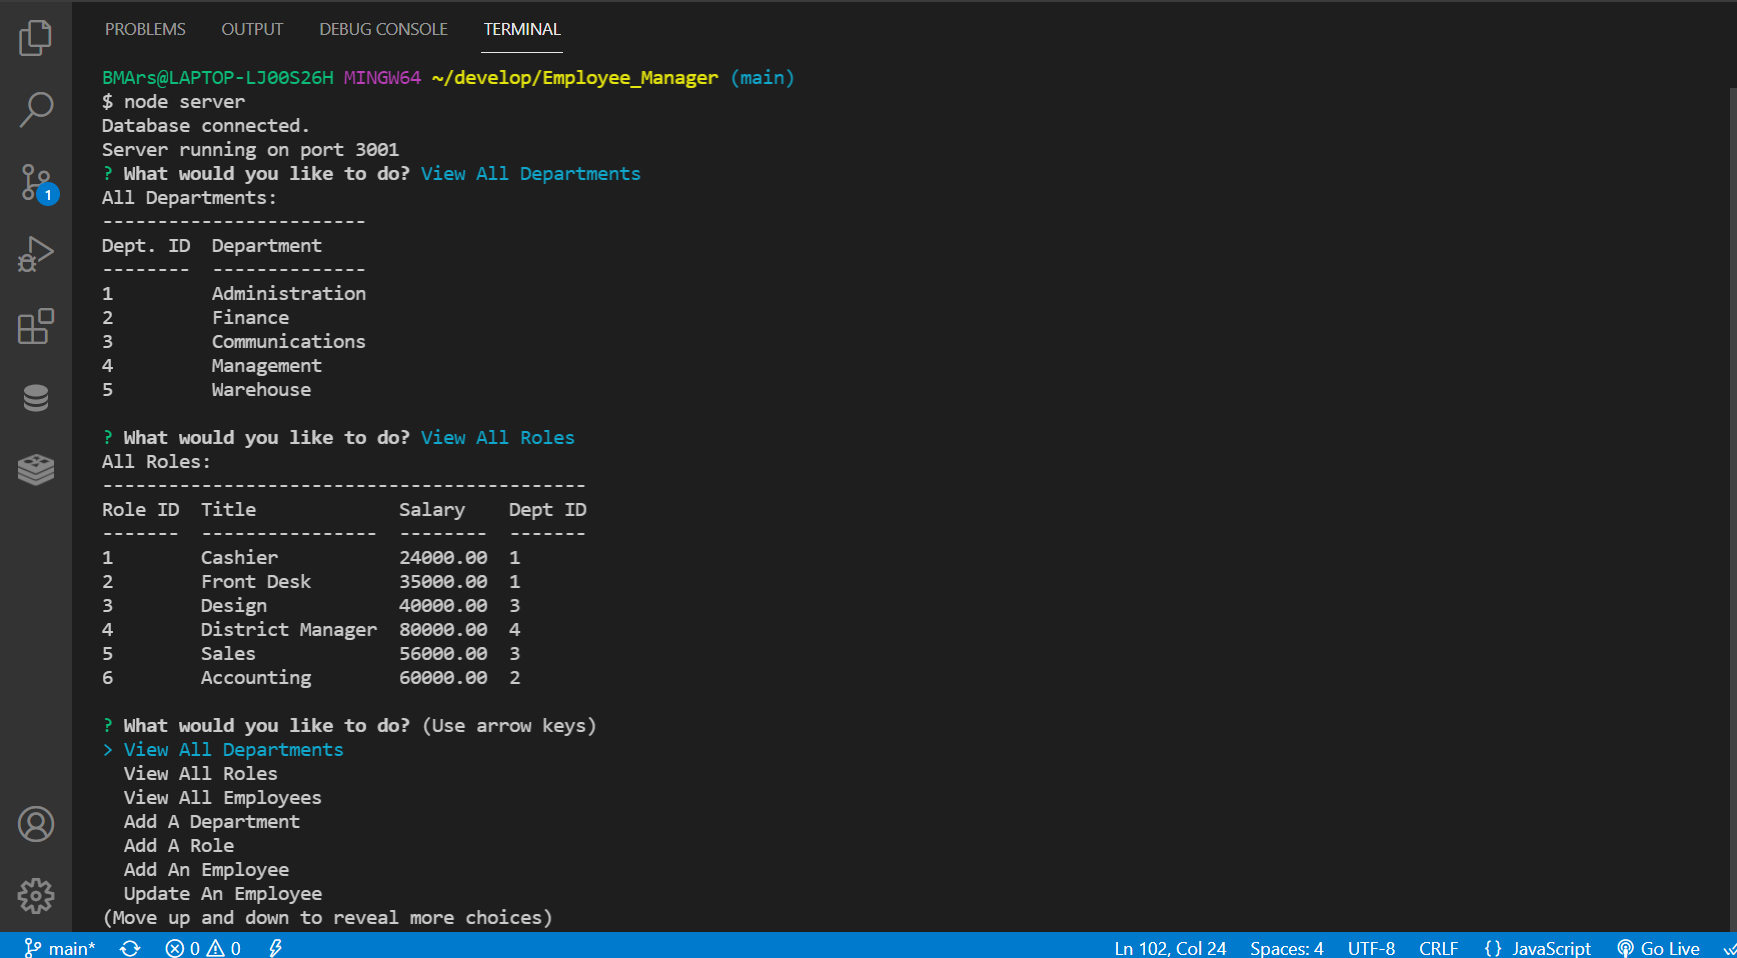 PROBLEMS OUTPUT DEBUG CONSOLE TERMINAL
BMArs@LAPTOP-LJ00S26H MINGW64 ~/develop/Employee_Manager (main)
$ node server
Database connected.
Server running on port 3001
? What would you like to do? View All Departments
All Departments:
------------------------
Dept. ID  Department
--------  --------------
1         Administration
2         Finance
3         Communications
4         Management
5         Warehouse
? What would you like to do? View All Roles
All Roles:
--------------------------------------------
Role ID  Title             Salary    Dept ID
-------  ----------------  --------  -------
1        Cashier           24000.00  1
2        Front Desk        35000.00  1
3        Design            40000.00  3
4        District Manager  80000.00  4
5        Sales             56000.00  3
6        Accounting        60000.00  2
? What would you like to do? (Use arrow keys)
> View All Departments
  View All Roles
  View All Employees
  Add A Department
  Add A Role
  Add An Employee
  Update An Employee
(Move up and down to reveal more choices)
1
main* 0 0 Ln 102, Col 24 Spaces: 4 UTF-8 CRLF {} JavaScript Go Live